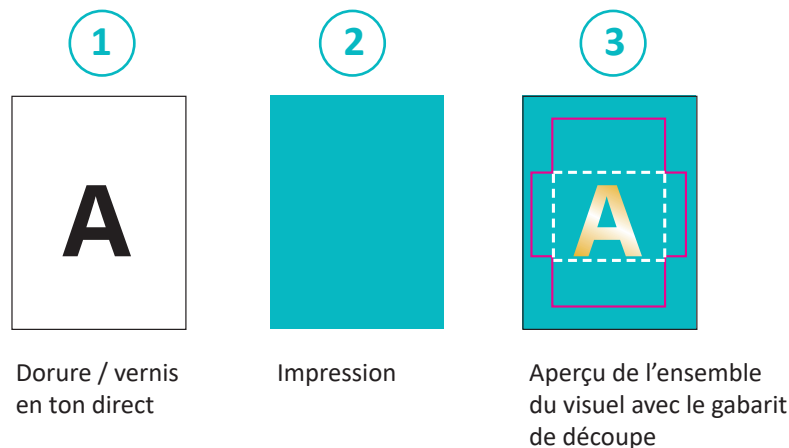 1
2
3
A
A
Dorure / vernis
en ton direct
Impression
Aperçu de l’ensemble
du visuel avec le gabarit
de découpe